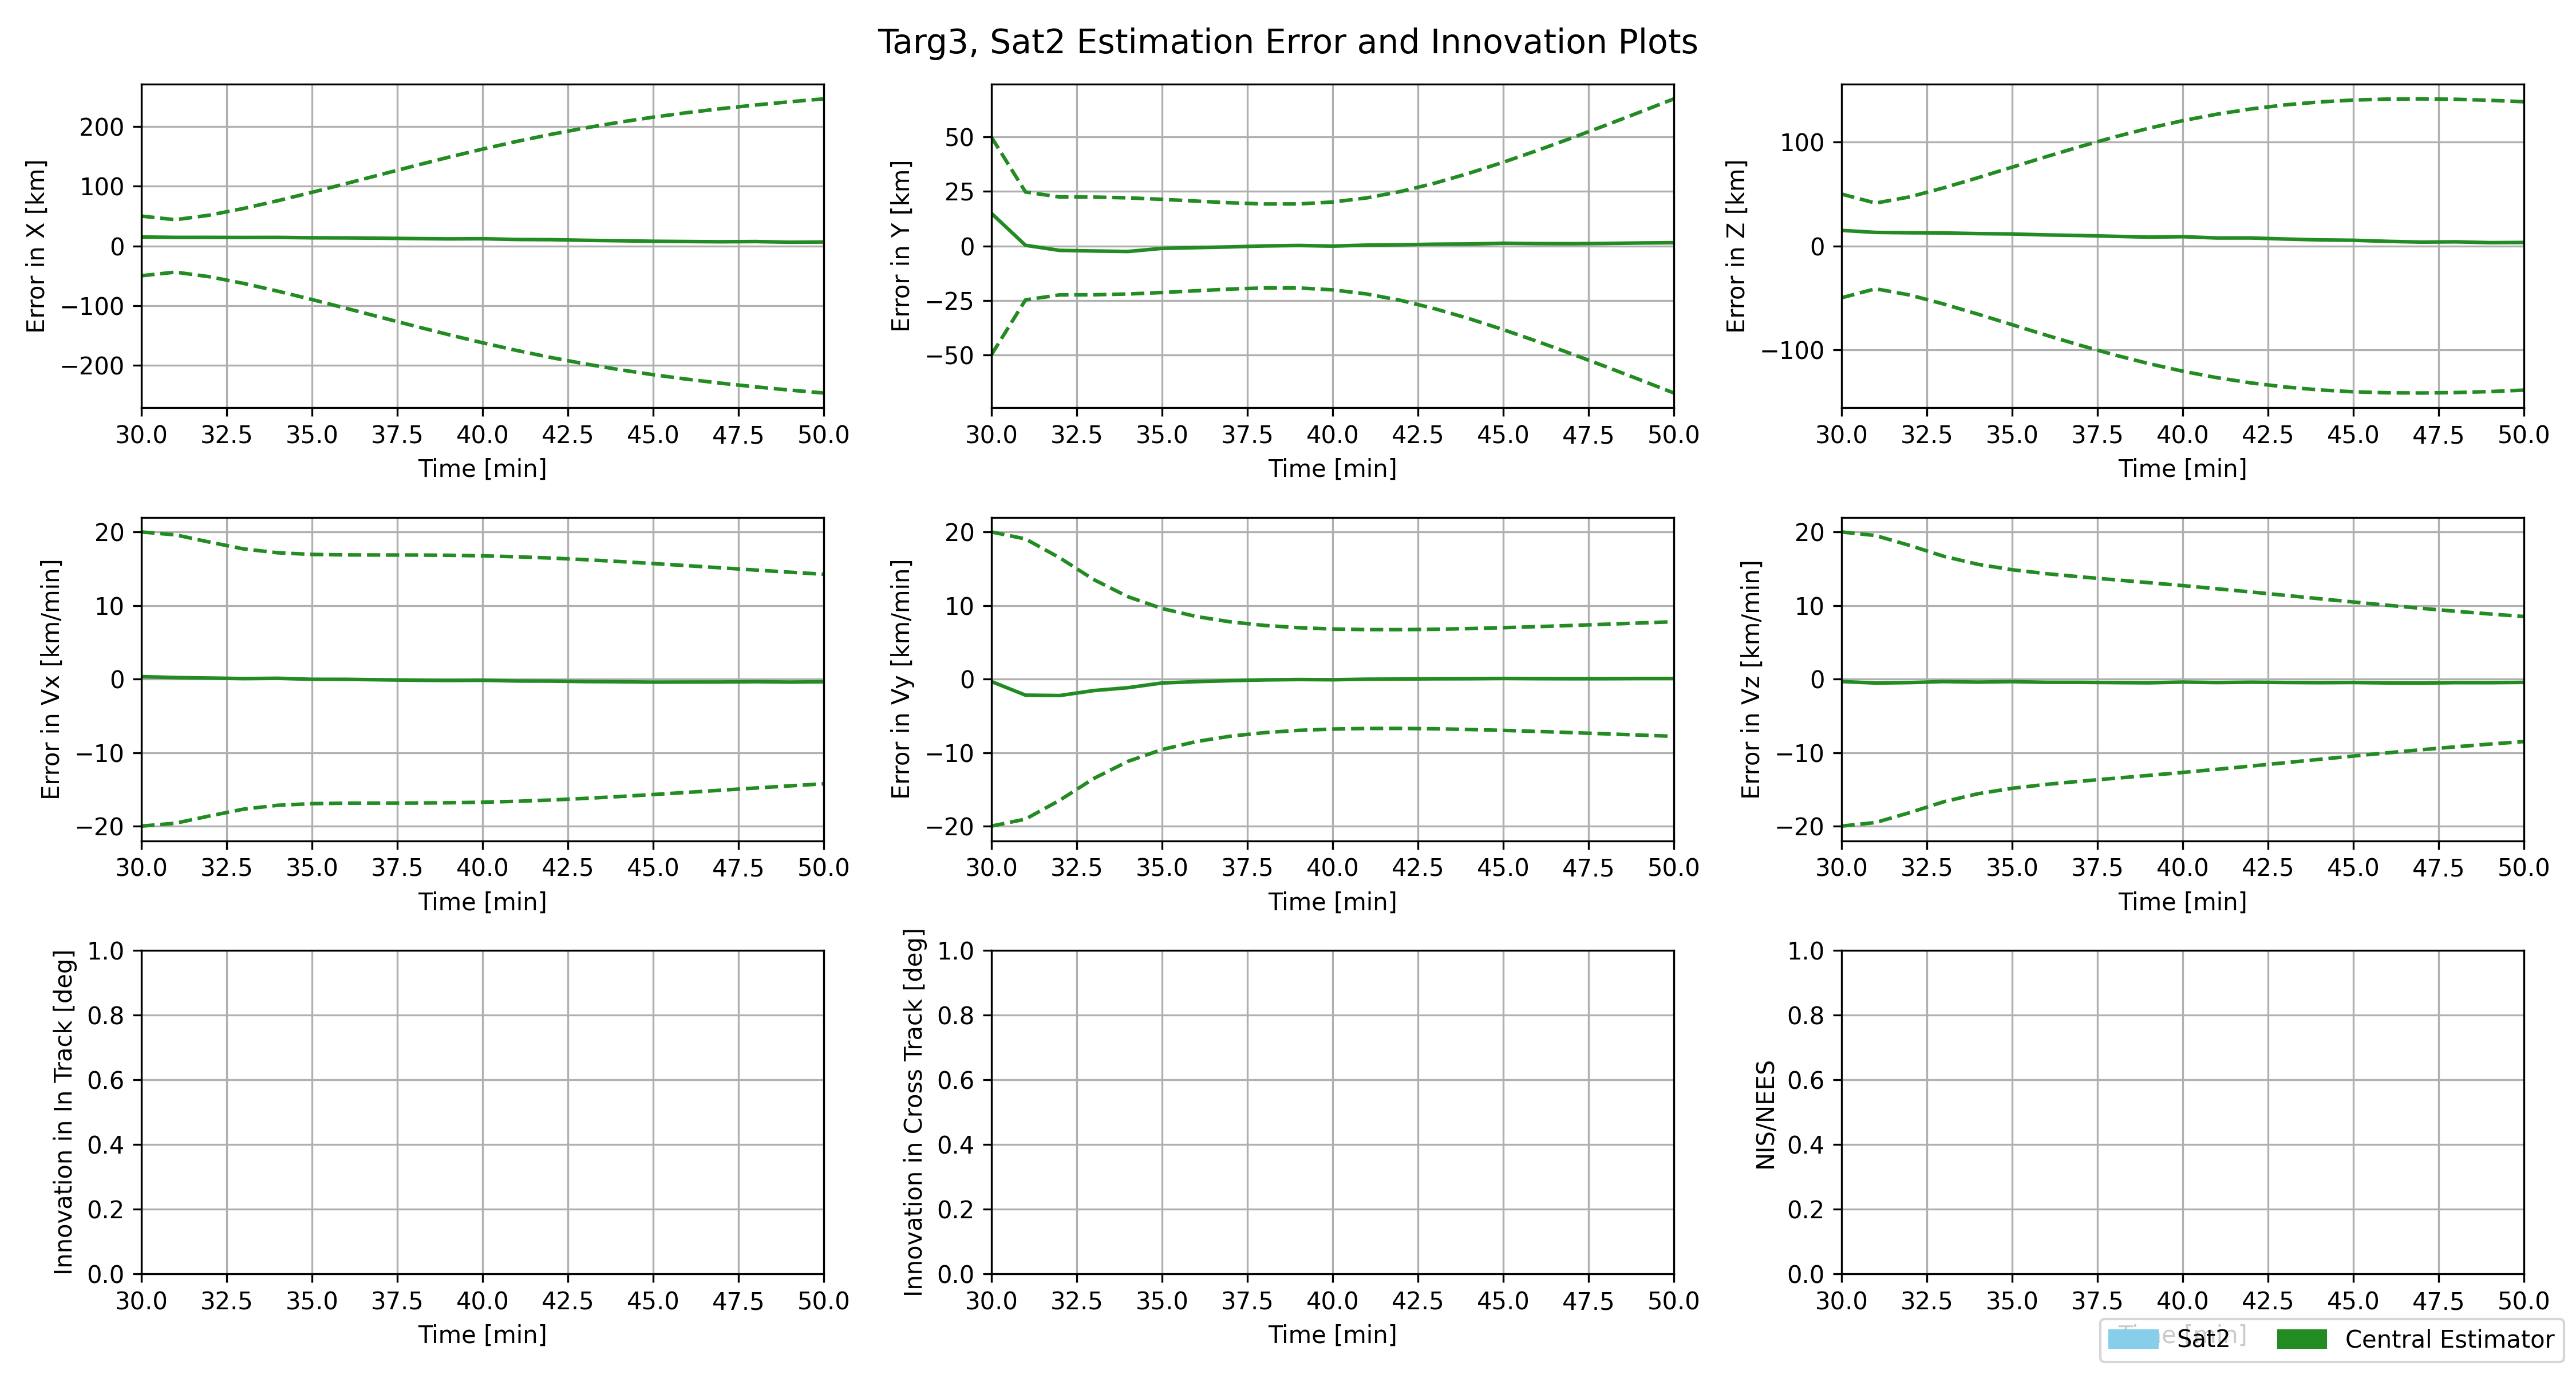 Targ3, Sat2 Estimation Error and Innovation Plots
Error in X [km]
200
100
0
−100
−200
30.0 32.5 35.0 37.5 40.0 42.5 45.0 47.5 50.0
Time [min]
Error in Y [km]
50
25
0
−25
−50
30.0 32.5 35.0 37.5 40.0 42.5 45.0 47.5 50.0
Time [min]
Error in Z [km]
100
0
−100
30.0 32.5 35.0 37.5 40.0 42.5 45.0 47.5 50.0
Time [min]
Error in Vx [km/min]
20
10
0
−10
−20
30.0 32.5 35.0 37.5 40.0 42.5 45.0 47.5 50.0
Time [min]
Error in Vy [km/min]
20
10
0
−10
−20
30.0 32.5 35.0 37.5 40.0 42.5 45.0 47.5 50.0
Time [min]
Error in Vz [km/min]
20
10
0
−10
−20
30.0 32.5 35.0 37.5 40.0 42.5 45.0 47.5 50.0
Time [min]
Innovation in In Track [deg]
1.0
0.8
0.6
0.4
0.2
0.0
30.0 32.5 35.0 37.5 40.0 42.5 45.0 47.5 50.0
Time [min]
Innovation in Cross Track [deg]
1.0
0.8
0.6
0.4
0.2
0.0
30.0 32.5 35.0 37.5 40.0 42.5 45.0 47.5 50.0
Time [min]
NIS/NEES
1.0
0.8
0.6
0.4
0.2
0.0
30.0 32.5 35.0 37.5 40.0 42.5 45.0 47.5 50.0
Time [min]
Sat2 Central Estimator